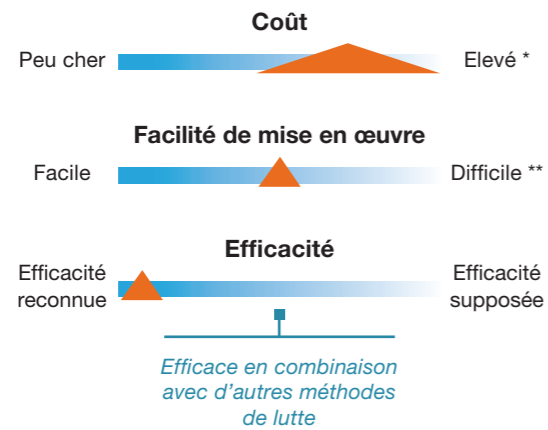 Coût
Peu cher
Elevé *
Facilité de mise en œuvre
Facile
Difficile **
Efficacité
Efficacité
reconnue
Efficacité
supposée
Efficace en combinaison
avec d’autres méthodes
de lutte